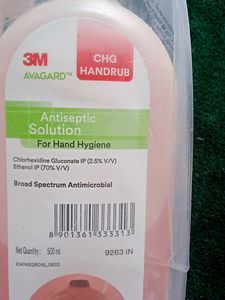 3M
AVAGARD™
CHG
HANDRUB
Antiseptic
Solution
For Hand Hygiene
Chlorhexidine Gluconate IP (2.5% V/V)
Ethanol IP (70% V/V)
Broad Spectrum Antimicrobial
8 901361 333313
Net Quantity: 500 ml
9263 IN